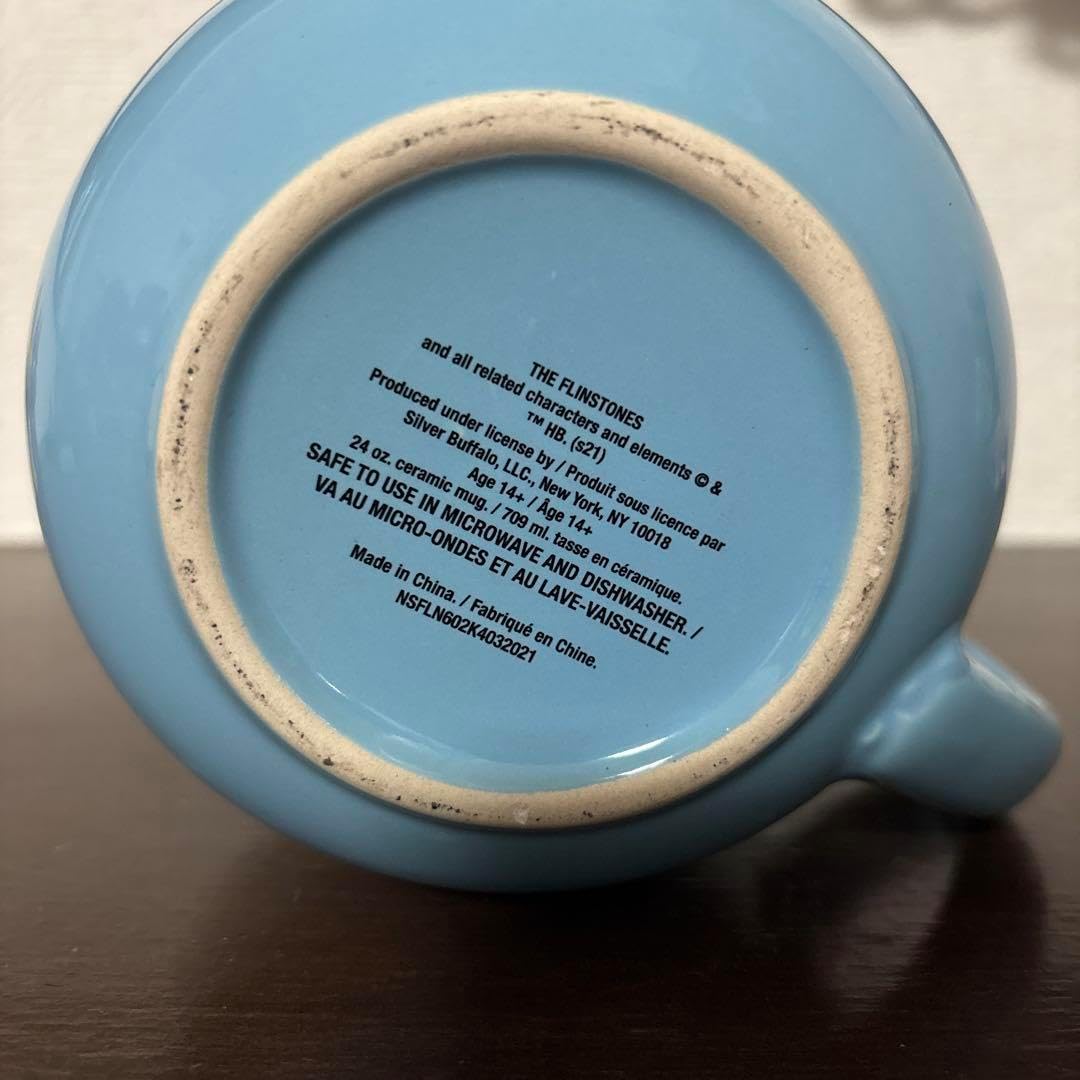 THE FLINSTONES
and all related characters and elements © &
™ HB. (s21)
Produced under license by / Produit sous licence par
Silver Buffalo, LLC., New York, NY 10018
Age 14+ / Âge 14+
24 oz. ceramic mug. / 709 ml. tasse en céramique.
SAFE TO USE IN MICROWAVE AND DISHWASHER. /
VA AU MICRO-ONDES ET AU LAVE-VAISSELLE.
Made in China. / Fabriqué en Chine.
NSFLN602K4032021